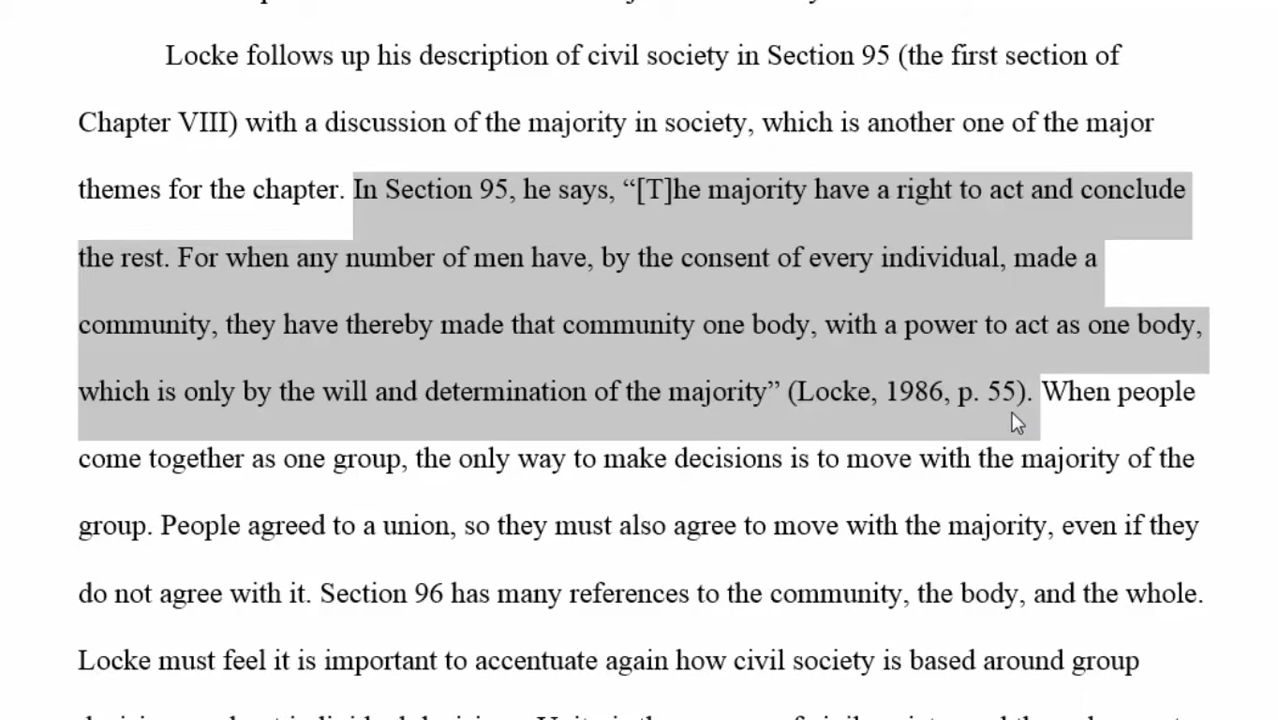 Locke follows up his description of civil society in Section 95 (the first section of
Chapter VIII) with a discussion of the majority in society, which is another one of the major
themes for the chapter. In Section 95, he says, “[T]he majority have a right to act and conclude
the rest. For when any number of men have, by the consent of every individual, made a
community, they have thereby made that community one body, with a power to act as one body,
which is only by the will and determination of the majority” (Locke, 1986, p. 55). When people
come together as one group, the only way to make decisions is to move with the majority of the
group. People agreed to a union, so they must also agree to move with the majority, even if they
do not agree with it. Section 96 has many references to the community, the body, and the whole.
Locke must feel it is important to accentuate again how civil society is based around group